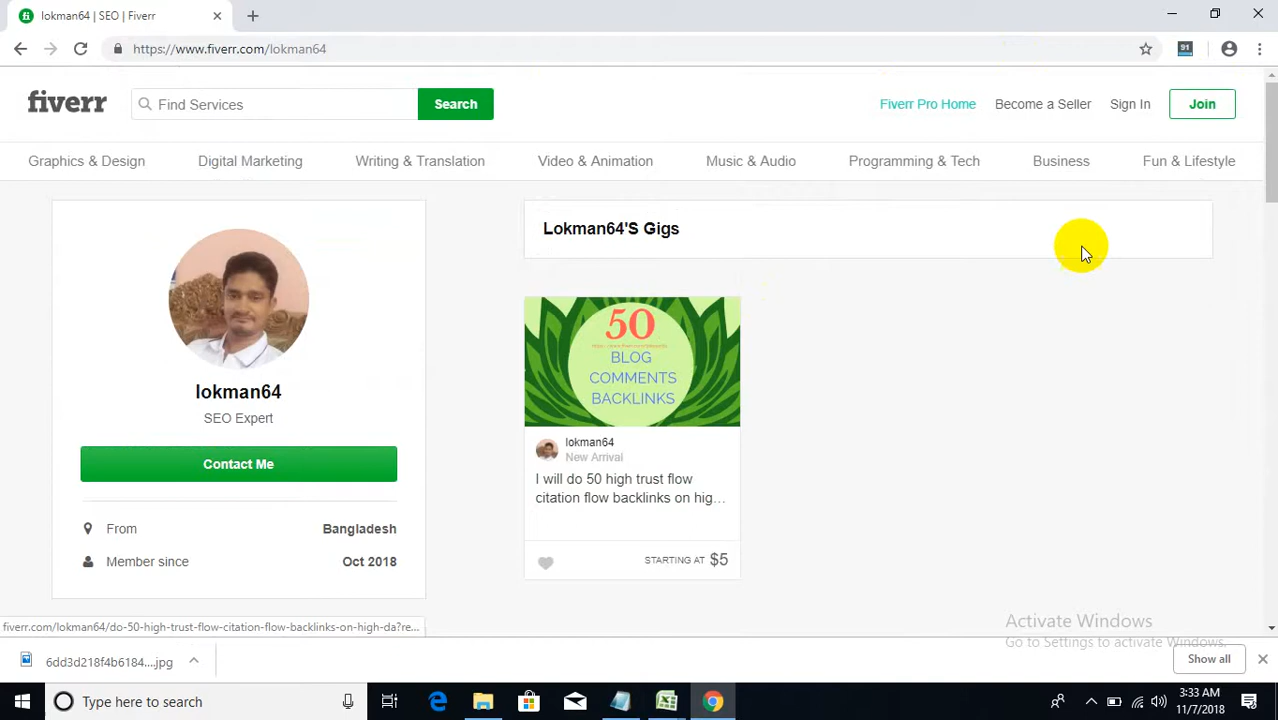 lokman64 | SEO | Fiverr
https://www.fiverr.com/lokman64
91
fiverr
Find Services
Search
Fiverr Pro Home
Become a Seller
Sign In
Join
Graphics & Design
Digital Marketing
Writing & Translation
Video & Animation
Music & Audio
Programming & Tech
Business
Fun & Lifestyle
lokman64
SEO Expert
Contact Me
From Bangladesh
Member since Oct 2018
Lokman64'S Gigs
50
BLOG
COMMENTS
BACKLINKS
lokman64
New Arrival
I will do 50 high trust flow
citation flow backlinks on hig…
STARTING AT $5
Activate Windows
Go to Settings to activate Windows.
fiverr.com/lokman64/do-50-high-trust-flow-citation-flow-backlinks-on-high-da?re...
6dd3d218f4b6184....jpg
Show all
Type here to search
3:33 AM
11/7/2018